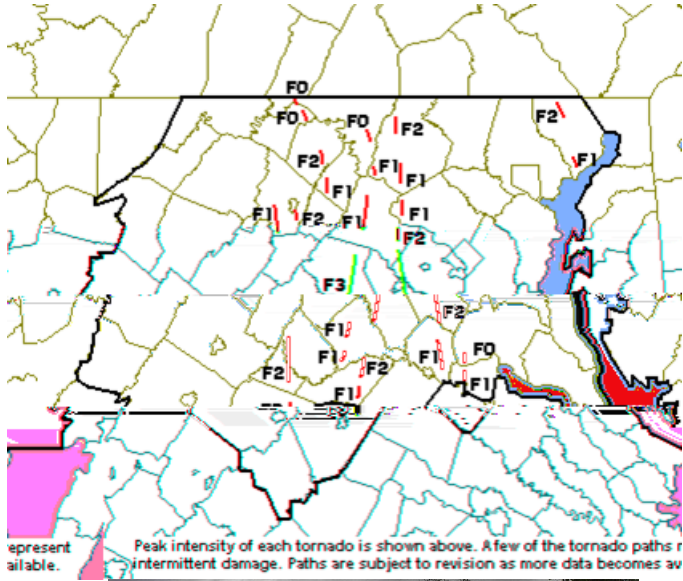 F0
F2
F0
F0
F2
F2
F1
F1
F1
F1
F2
F1
F1
F2
F3
F2
F1
F0
F1
F1
F2
F2
F1
F1
epresent
ailable.
Peak intensity of each tornado is shown above. A few of the tornado paths
intermittent damage. Paths are subject to revision as more data becomes av